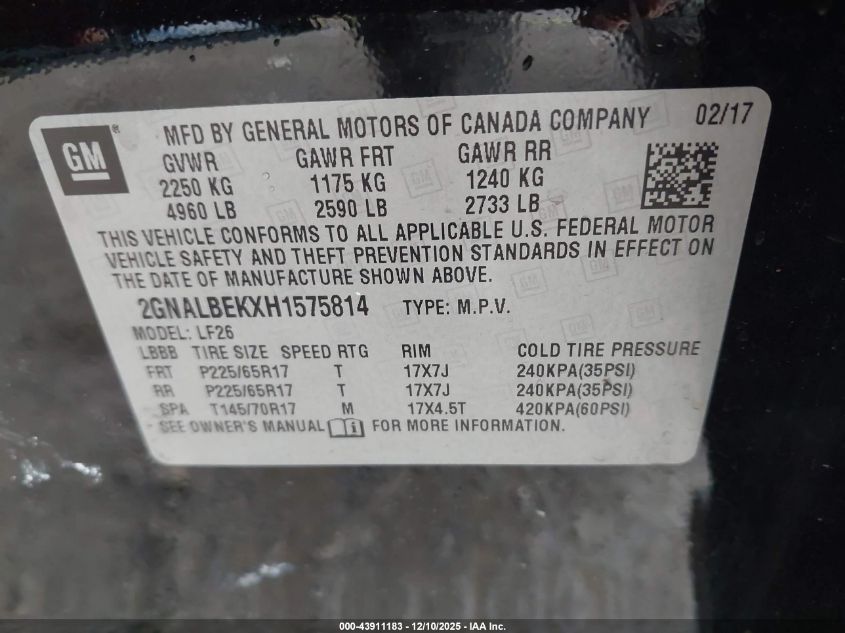 GM
MFD BY GENERAL MOTORS OF CANADA COMPANY 02/17
GVWR GAWR FRT GAWR RR
2250 KG 1175 KG 1240 KG
4960 LB 2590 LB 2733 LB
THIS VEHICLE CONFORMS TO ALL APPLICABLE U.S. FEDERAL MOTOR
VEHICLE SAFETY AND THEFT PREVENTION STANDARDS IN EFFECT ON
THE DATE OF MANUFACTURE SHOWN ABOVE.
2GNALBEKXH1575814 TYPE: M.P.V.
MODEL: LF26
LBBB TIRE SIZE SPEED RTG RIM COLD TIRE PRESSURE
FRT P225/65R17 T 17X7J 240KPA(35PSI)
RR P225/65R17 T 17X7J 240KPA(35PSI)
SPA T145/70R17 M 17X4.5T 420KPA(60PSI)
SEE OWNER'S MANUAL FOR MORE INFORMATION.
000-43911183 - 12/10/2025 - IAA Inc.